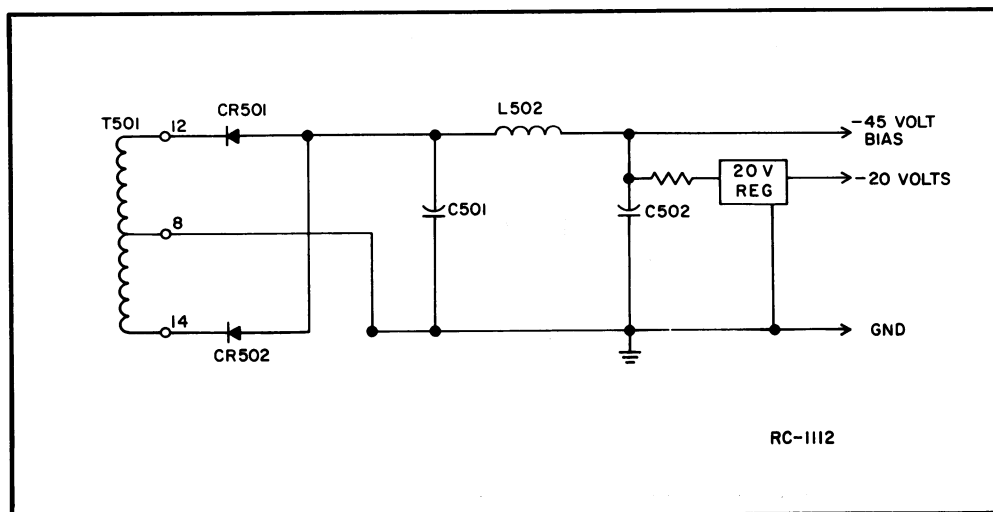 T501
12
CR501
L502
-45 VOLT
BIAS
20 V
REG
-20 VOLTS
C501
C502
8
14
CR502
GND
RC-1112